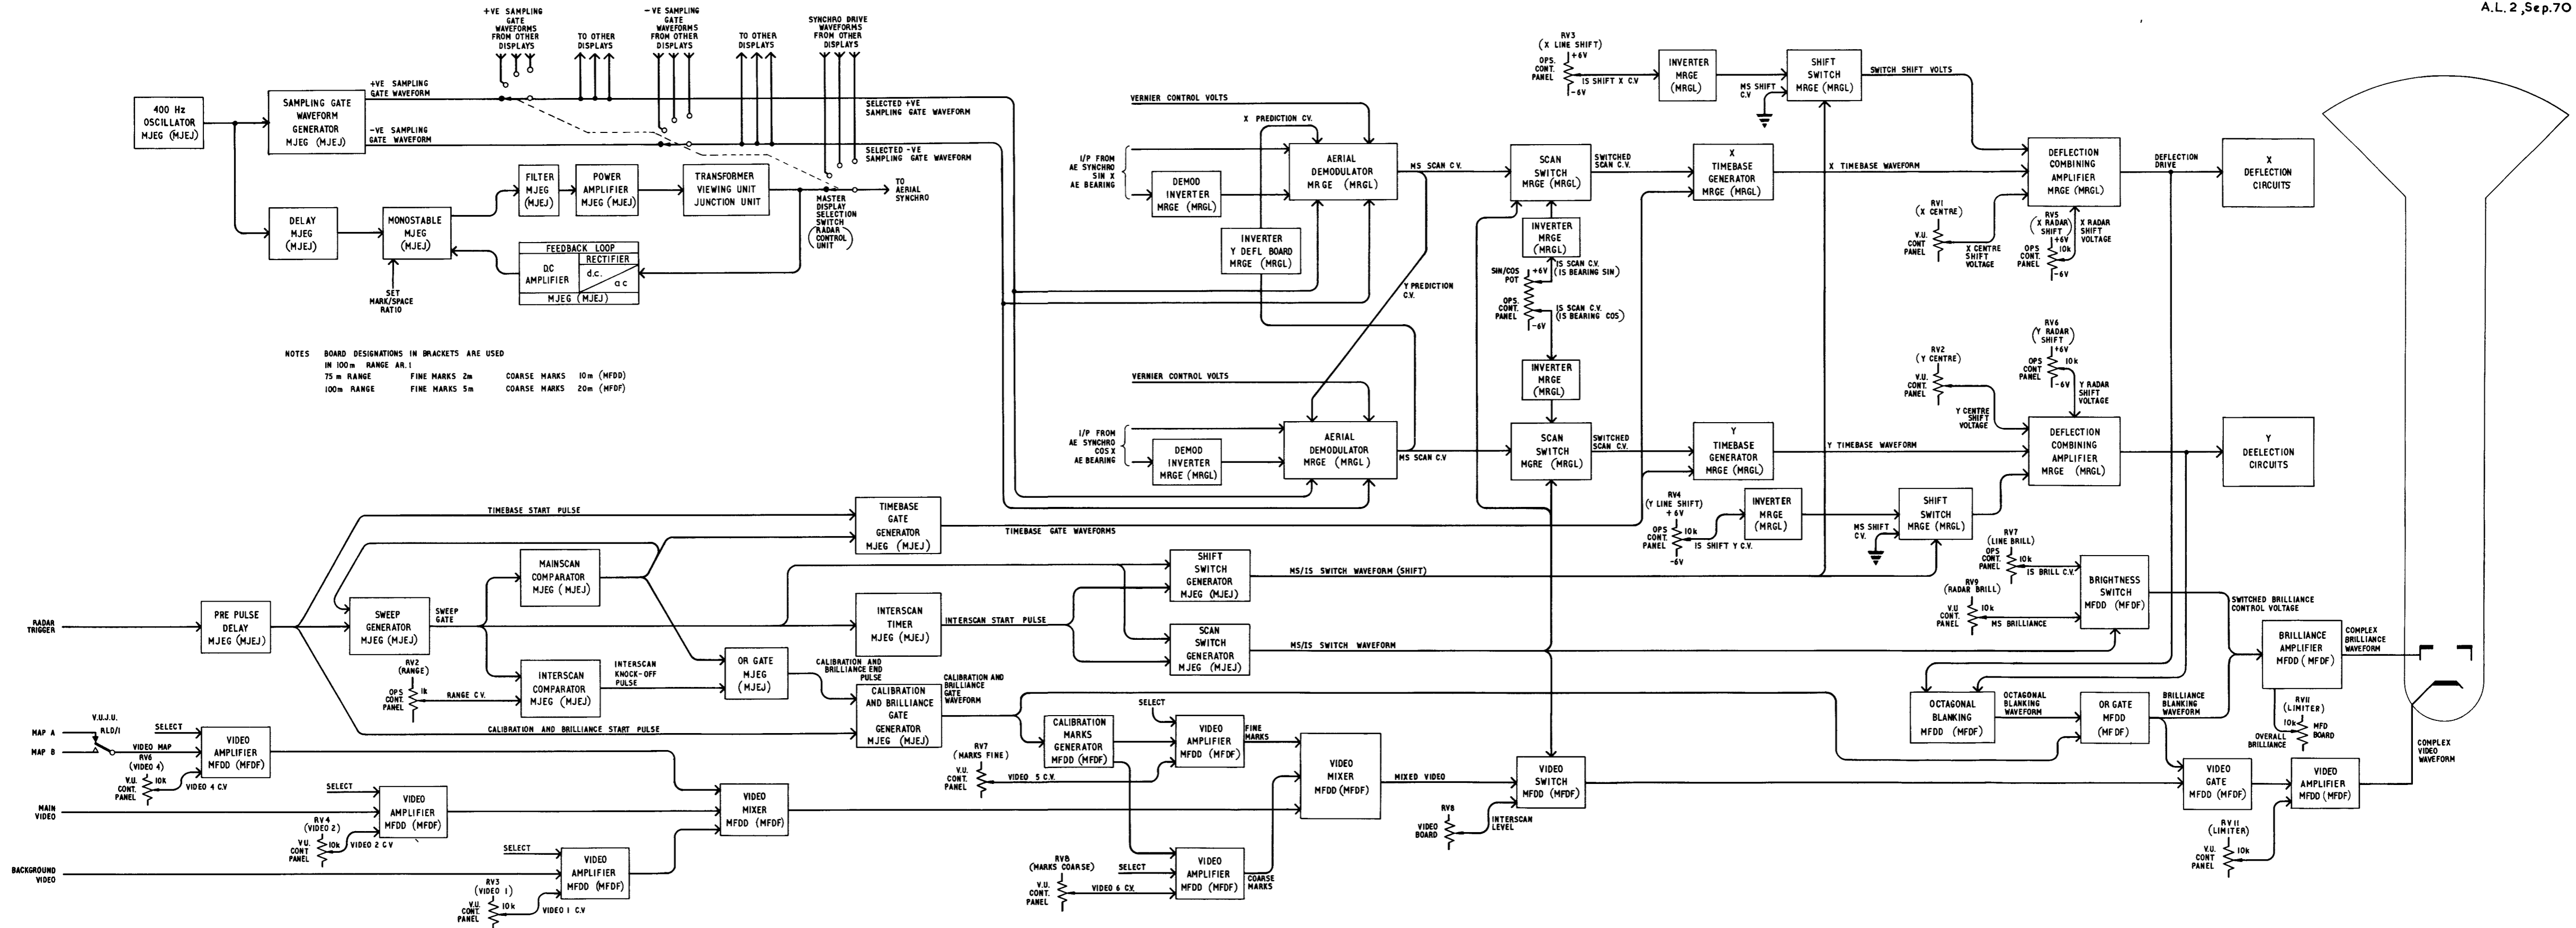 A.L. 2, Sep. 70
+VE SAMPLING
GATE
WAVEFORMS
FROM OTHER
DISPLAYS
TO OTHER
DISPLAYS
-VE SAMPLING
GATE
WAVEFORMS
FROM OTHER
DISPLAYS
TO OTHER
DISPLAYS
SYNCHRO DRIVE
WAVEFORMS
FROM OTHER
DISPLAYS
400 Hz
OSCILLATOR
MJEG (MJEJ)
SAMPLING GATE
WAVEFORM
GENERATOR
MJEG (MJEJ)
+VE SAMPLING
GATE WAVEFORM
-VE SAMPLING
GATE WAVEFORM
SELECTED +VE
SAMPLING GATE WAVEFORM
SELECTED -VE
SAMPLING GATE WAVEFORM
DELAY
MJEG
(MJEJ)
MONOSTABLE
MJEG
(MJEJ)
SET
MARK/SPACE
RATIO
FILTER
MJEG
(MJEJ)
POWER
AMPLIFIER
MJEG (MJEJ)
TRANSFORMER
VIEWING UNIT
JUNCTION UNIT
FEEDBACK LOOP
RECTIFIER
D.C
AMPLIFIER
d.c.
a c
MJEG (MJEJ)
TO
AERIAL
SYNCHRO
MASTER
DISPLAY
SELECTION
SWITCH
(RADAR
CONTROL
UNIT)
NOTES BOARD DESIGNATIONS IN BRACKETS ARE USED
IN 100m RANGE AR.1
75 m RANGE FINE MARKS 2m COARSE MARKS 10m (MFDD)
100m RANGE FINE MARKS 5m COARSE MARKS 20m (MFDF)
VERNIER CONTROL VOLTS
X PREDICTION CV.
I/P FROM
AE SYNCHRO
SIN X
AE BEARING
DEMOD
INVERTER
MRGE (MRGL)
AERIAL
DEMODULATOR
MRGE (MRGL)
INVERTER
Y DEFL BOARD
MRGE (MRGL)
MS SCAN C.V.
Y PREDICTION
C.V.
VERNIER CONTROL VOLTS
I/P FROM
AE SYNCHRO
COS X
AE BEARING
DEMOD
INVERTER
MRGE (MRGL)
AERIAL
DEMODULATOR
MRGE (MRGL)
MS SCAN C.V
SCAN
SWITCH
MRGE (MRGL)
SWITCHED
SCAN C.V.
INVERTER
MRGE
(MRGL)
IS SCAN C.V.
(IS BEARING SIN)
SIN/COS
POT
+6V
OPS.
CONT.
PANEL
-6V
IS SCAN C.V.
(IS BEARING COS)
INVERTER
MRGE
(MRGL)
SCAN
SWITCH
MGRE (MRGL)
SWITCHED
SCAN C.V.
RV3
(X LINE SHIFT)
+6V
OPS.
CONT.
PANEL
-6V
IS SHIFT X C.V
INVERTER
MRGE
(MRGL)
MS SHIFT
C.V
SHIFT
SWITCH
MRGE (MRGL)
SWITCH SHIFT VOLTS
X
TIMEBASE
GENERATOR
MRGE (MRGL)
X TIMEBASE WAVEFORM
DEFLECTION
COMBINING
AMPLIFIER
MRGE (MRGL)
DEFLECTION
DRIVE
X
DEFLECTION
CIRCUITS
RV1
(X CENTRE)
V.U.
CONT
PANEL
X CENTRE
SHIFT
VOLTAGE
RV5
(X RADAR
SHIFT)
+6V
10k
OPS
CONT.
PANEL
-6V
X RADAR
SHIFT
VOLTAGE
RV6
(Y RADAR
SHIFT)
+6V
10k
OPS
CONT
PANEL
-6V
Y RADAR
SHIFT
VOLTAGE
RV2
(Y CENTRE)
V.U.
CONT.
PANEL
Y CENTRE
SHIFT
VOLTAGE
Y
TIMEBASE
GENERATOR
MRGE (MRGL)
Y TIMEBASE WAVEFORM
DEFLECTION
COMBINING
AMPLIFIER
MRGE (MRGL)
Y
DEELECTION
CIRCUITS
RV4
(Y LINE SHIFT)
+ 6V
OPS
CONT.
PANEL
10k
-6V
IS SHIFT Y C.V.
INVERTER
MRGE
(MRGL)
MS SHIFT
CV.
SHIFT
SWITCH
MRGE (MRGL)
TIMEBASE START PULSE
TIMEBASE
GATE
GENERATOR
MJEG (MJEJ)
TIMEBASE GATE WAVEFORMS
MAINSCAN
COMPARATOR
MJEG (MJEJ)
RADAR
TRIGGER
PRE PULSE
DELAY
MJEG (MJEJ)
SWEEP
GENERATOR
MJEG (MJEJ)
SWEEP
GATE
INTERSCAN
TIMER
MJEG (MJEJ)
INTERSCAN START PULSE
SHIFT
SWITCH
GENERATOR
MJEG (MJEJ)
MS/IS SWITCH WAVEFORM (SHIFT)
SCAN
SWITCH
GENERATOR
MJEG (MJEJ)
MS/IS SWITCH WAVEFORM
RV2
(RANGE)
1k
OPS
CONT.
PANEL
RANGE C.V.
INTERSCAN
COMPARATOR
MJEG (MJEJ)
INTERSCAN
KNOCK-OFF
PULSE
OR GATE
MJEG
(MJEJ)
CALIBRATION AND
BRILLIANCE END
PULSE
CALIBRATION
AND BRILLIANCE
GATE
GENERATOR
MJEG (MJEJ)
CALIBRATION AND
BRILLIANCE
GATE
WAVEFORM
CALIBRATION AND BRILLIANCE START PULSE
RV7
(LINE BRILL)
OPS
CONT.
PANEL
10k
IS BRILL C.V.
RV9
(RADAR BRILL)
V.U
CONT.
PANEL
10k
MS BRILLIANCE
BRIGHTNESS
SWITCH
MFDD (MFDF)
SWITCHED BRILLIANCE
CONTROL VOLTAGE
BRILLIANCE
AMPLIFIER
MFDD (MFDF)
COMPLEX
BRILLIANCE
WAVEFORM
RV11
(LIMITER)
10k
MFD
BOARD
OVERALL
BRILLIANCE
OCTAGONAL
BLANKING
MFDD (MFDF)
OCTAGONAL
BLANKING
WAVEFORM
OR GATE
MFDD
(MFDF)
BRILLIANCE
BLANKING
WAVEFORM
V.U.J.U.
RLD/1
MAP A
MAP B
SELECT
VIDEO MAP
RV6
(VIDEO 4)
V.U.
CONT.
PANEL
10k
VIDEO 4 C.V
VIDEO
AMPLIFIER
MFDD (MFDF)
MAIN
VIDEO
SELECT
RV4
(VIDEO 2)
V.U.
CONT
PANEL
10k
VIDEO 2 C V
VIDEO
AMPLIFIER
MFDD (MFDF)
BACKGROUND
VIDEO
SELECT
RV3
(VIDEO 1)
V.U.
CONT.
PANEL
10k
VIDEO 1 C.V
VIDEO
AMPLIFIER
MFDD (MFDF)
VIDEO
MIXER
MFDD (MFDF)
CALIBRATION
MARKS
GENERATOR
MFDD (MFDF)
RV7
(MARKS FINE)
V.U.
CONT.
PANEL
VIDEO 5 C.V.
SELECT
VIDEO
AMPLIFIER
MFDD (MFDF)
FINE
MARKS
RV8
(MARKS COARSE)
V.U.
CONT.
PANEL
SELECT
VIDEO 6 C.V.
VIDEO
AMPLIFIER
MFDD (MFDF)
COARSE
MARKS
VIDEO
MIXER
MFDD (MFDF)
MIXED VIDEO
RV8
VIDEO
BOARD
INTERSCAN
LEVEL
VIDEO
SWITCH
MFDD (MFDF)
VIDEO
GATE
MFDD (MFDF)
VIDEO
AMPLIFIER
MFDD (MFDF)
COMPLEX
VIDEO
WAVEFORM
RV11
(LIMITER)
V.U.
CONT
PANEL
10k